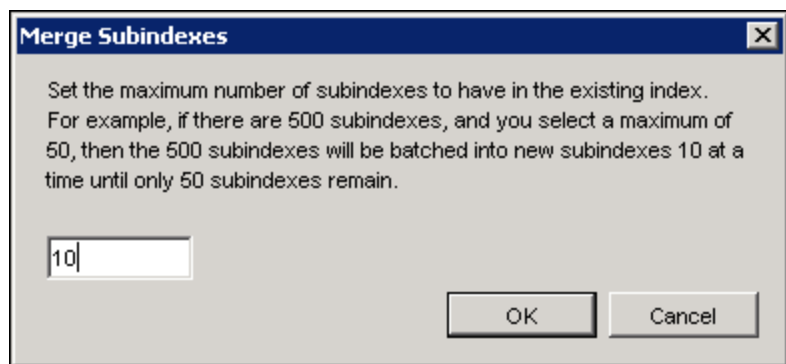 Merge Subindexes
Set the maximum number of subindexes to have in the existing index.
For example, if there are 500 subindexes, and you select a maximum of
50, then the 500 subindexes will be batched into new subindexes 10 at a
time until only 50 subindexes remain.
10
OK Cancel